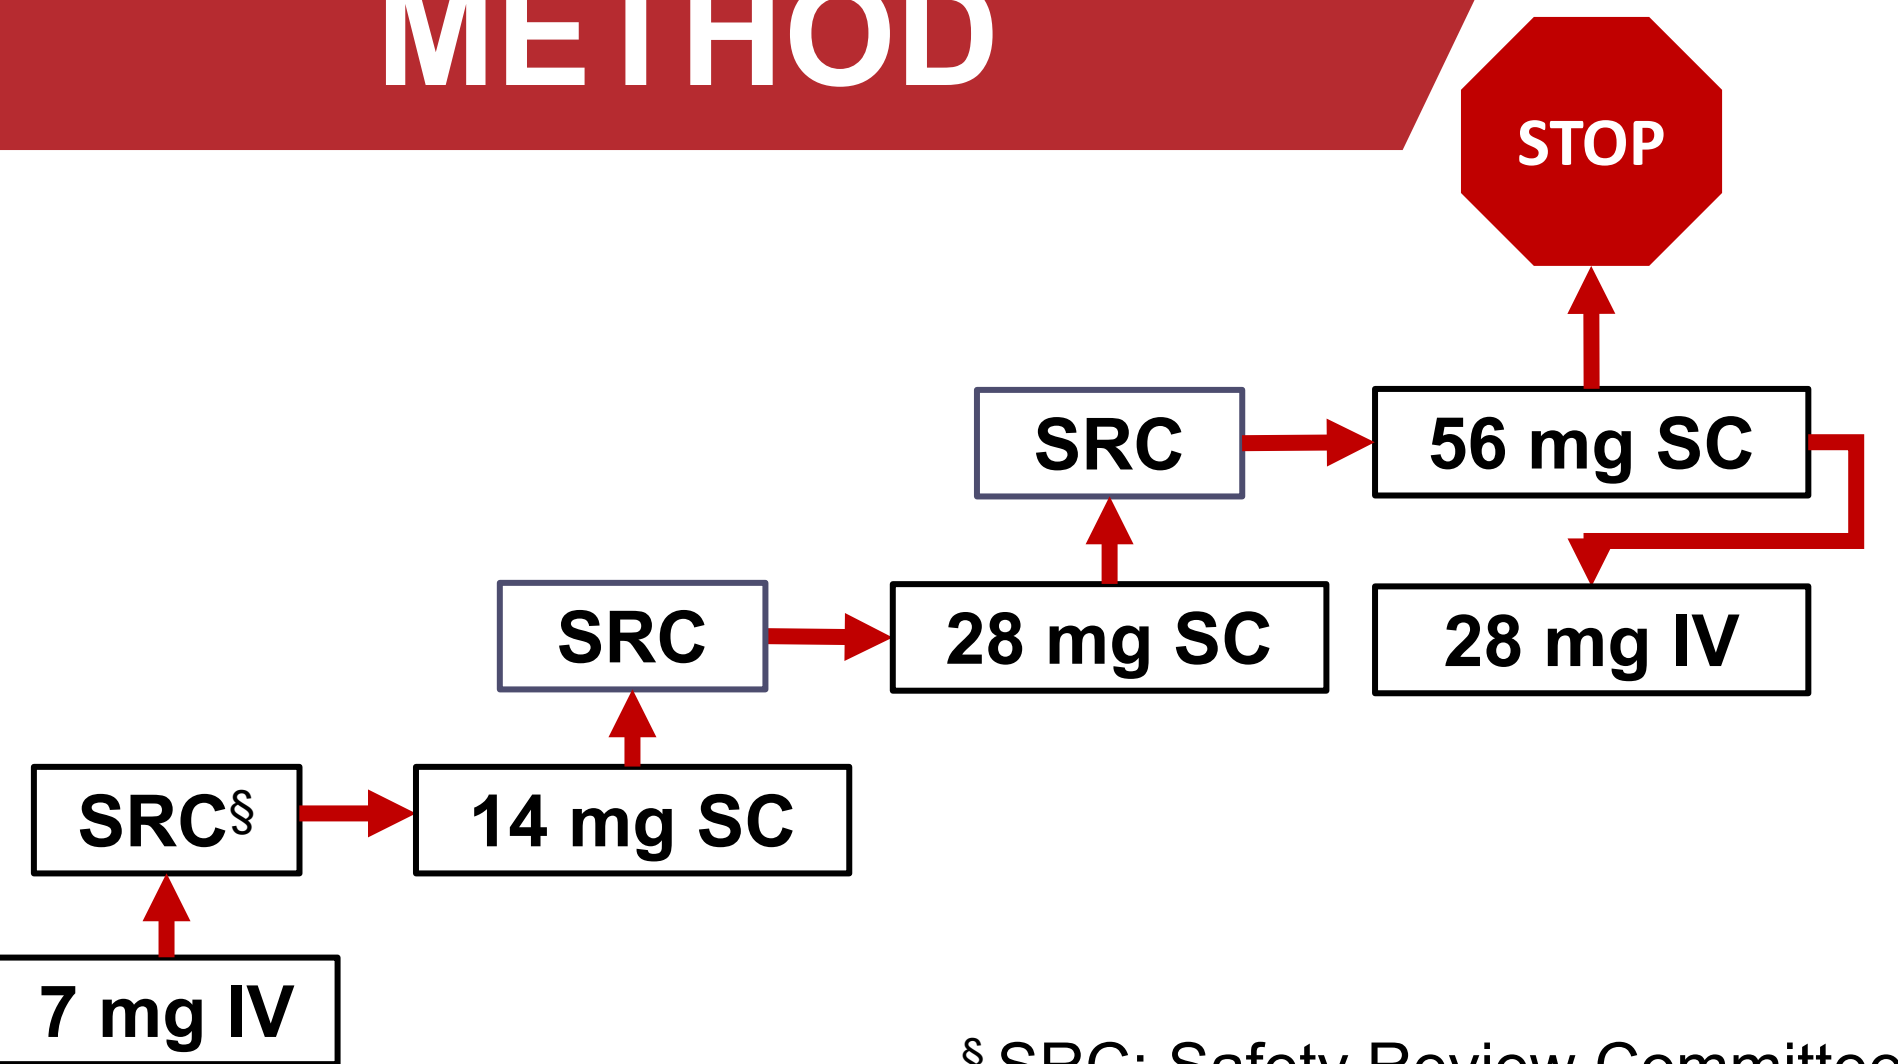 METHOD
STOP
SRC
56 mg SC
SRC
28 mg SC
28 mg IV
SRC§
14 mg SC
7 mg IV
§ SRC: Safety Review Committee